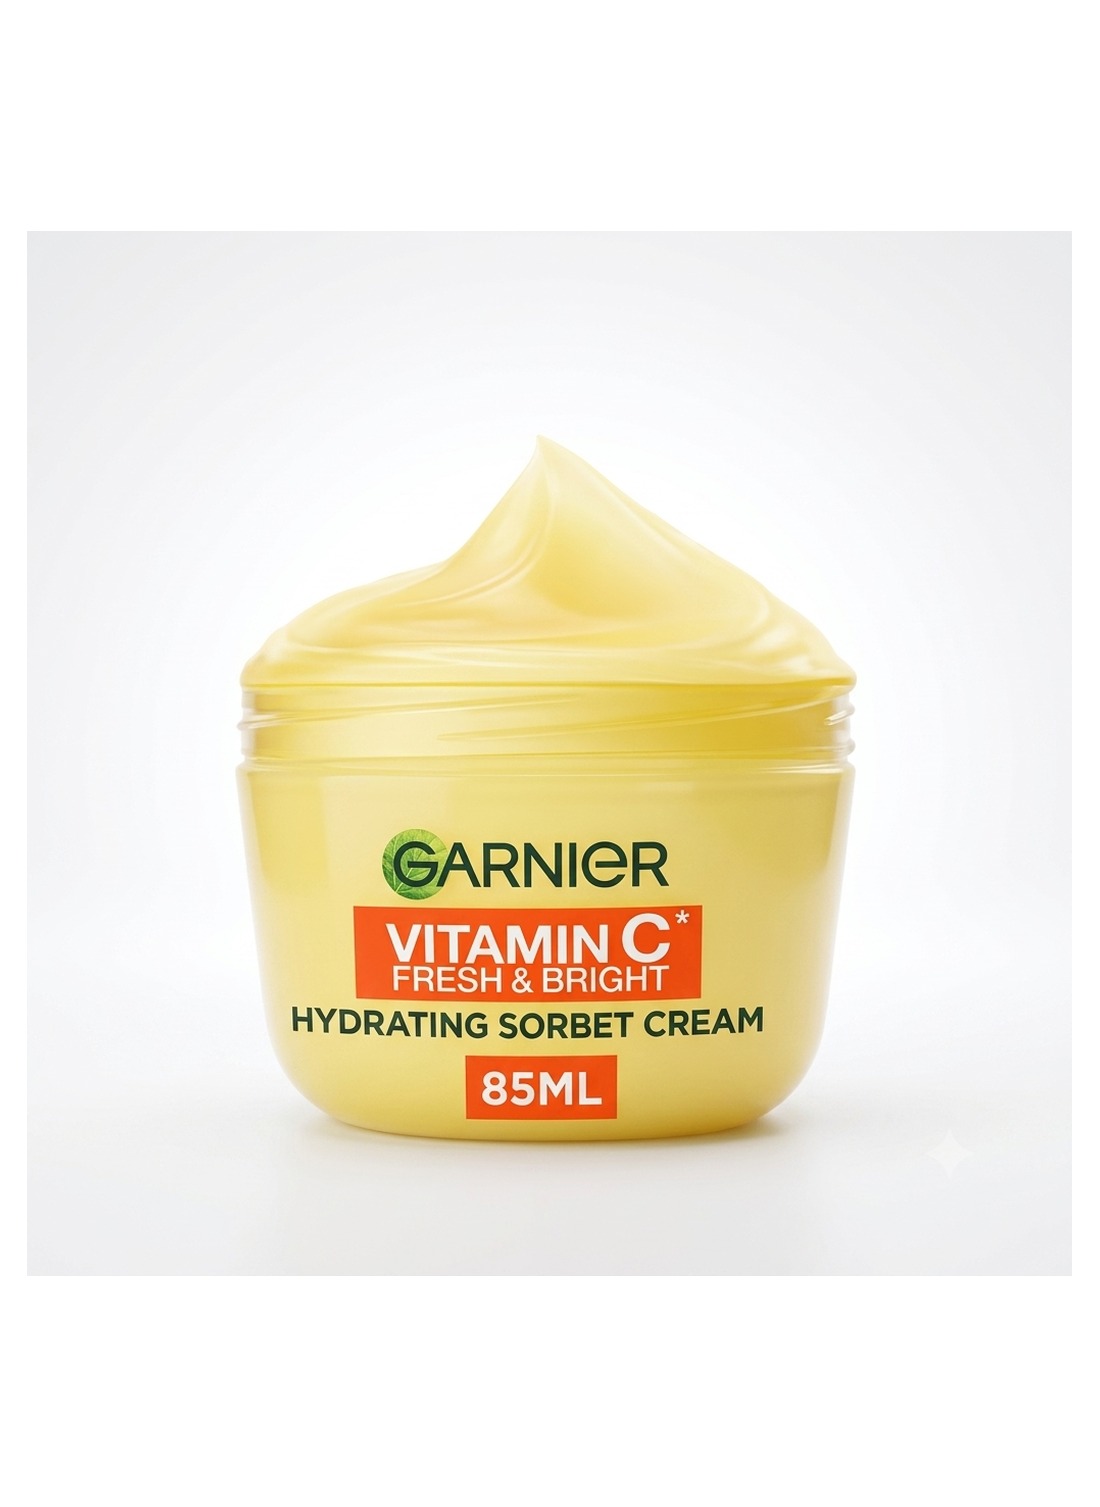 GARNIER
VITAMIN C*
FRESH & BRIGHT
HYDRATING SORBET CREAM
85ML